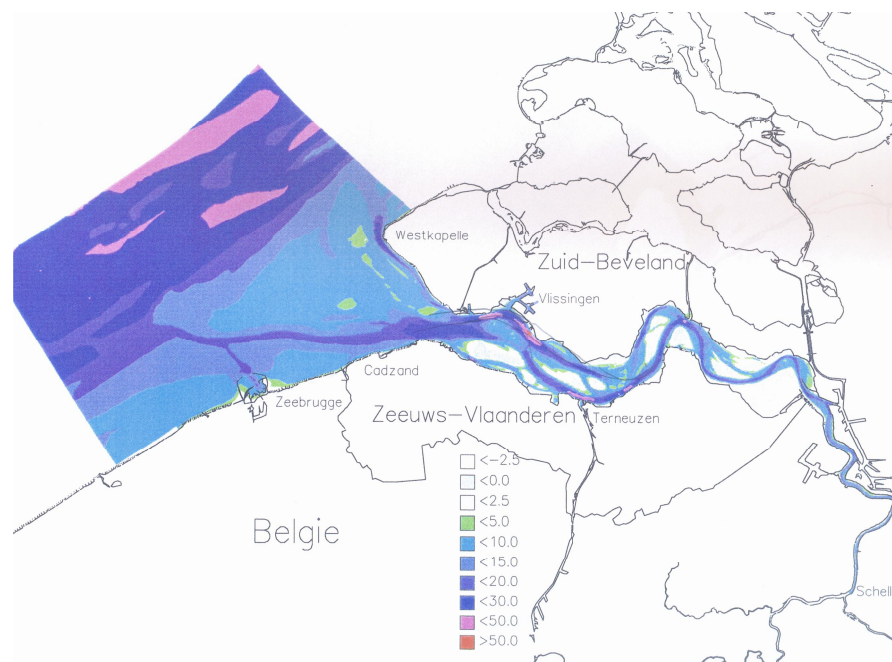 Westkapelle
Zuid-Beveland
Vlissingen
Cadzand
Zeebrugge
Zeeuws-Vlaanderen
Terneuzen
<-2.5
<0.0
<2.5
<5.0
<10.0
<15.0
<20.0
<30.0
<50.0
>50.0
Belgie
Schell